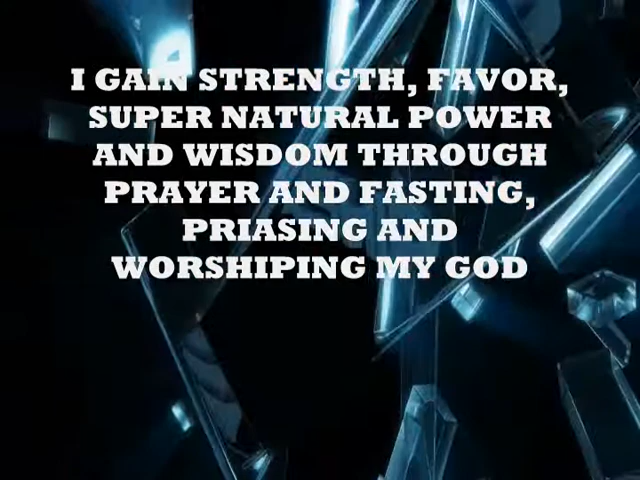 I GAIN STRENGTH, FAVOR,
SUPER NATURAL POWER
AND WISDOM THROUGH
PRAYER AND FASTING,
PRIASING AND
WORSHIPING MY GOD